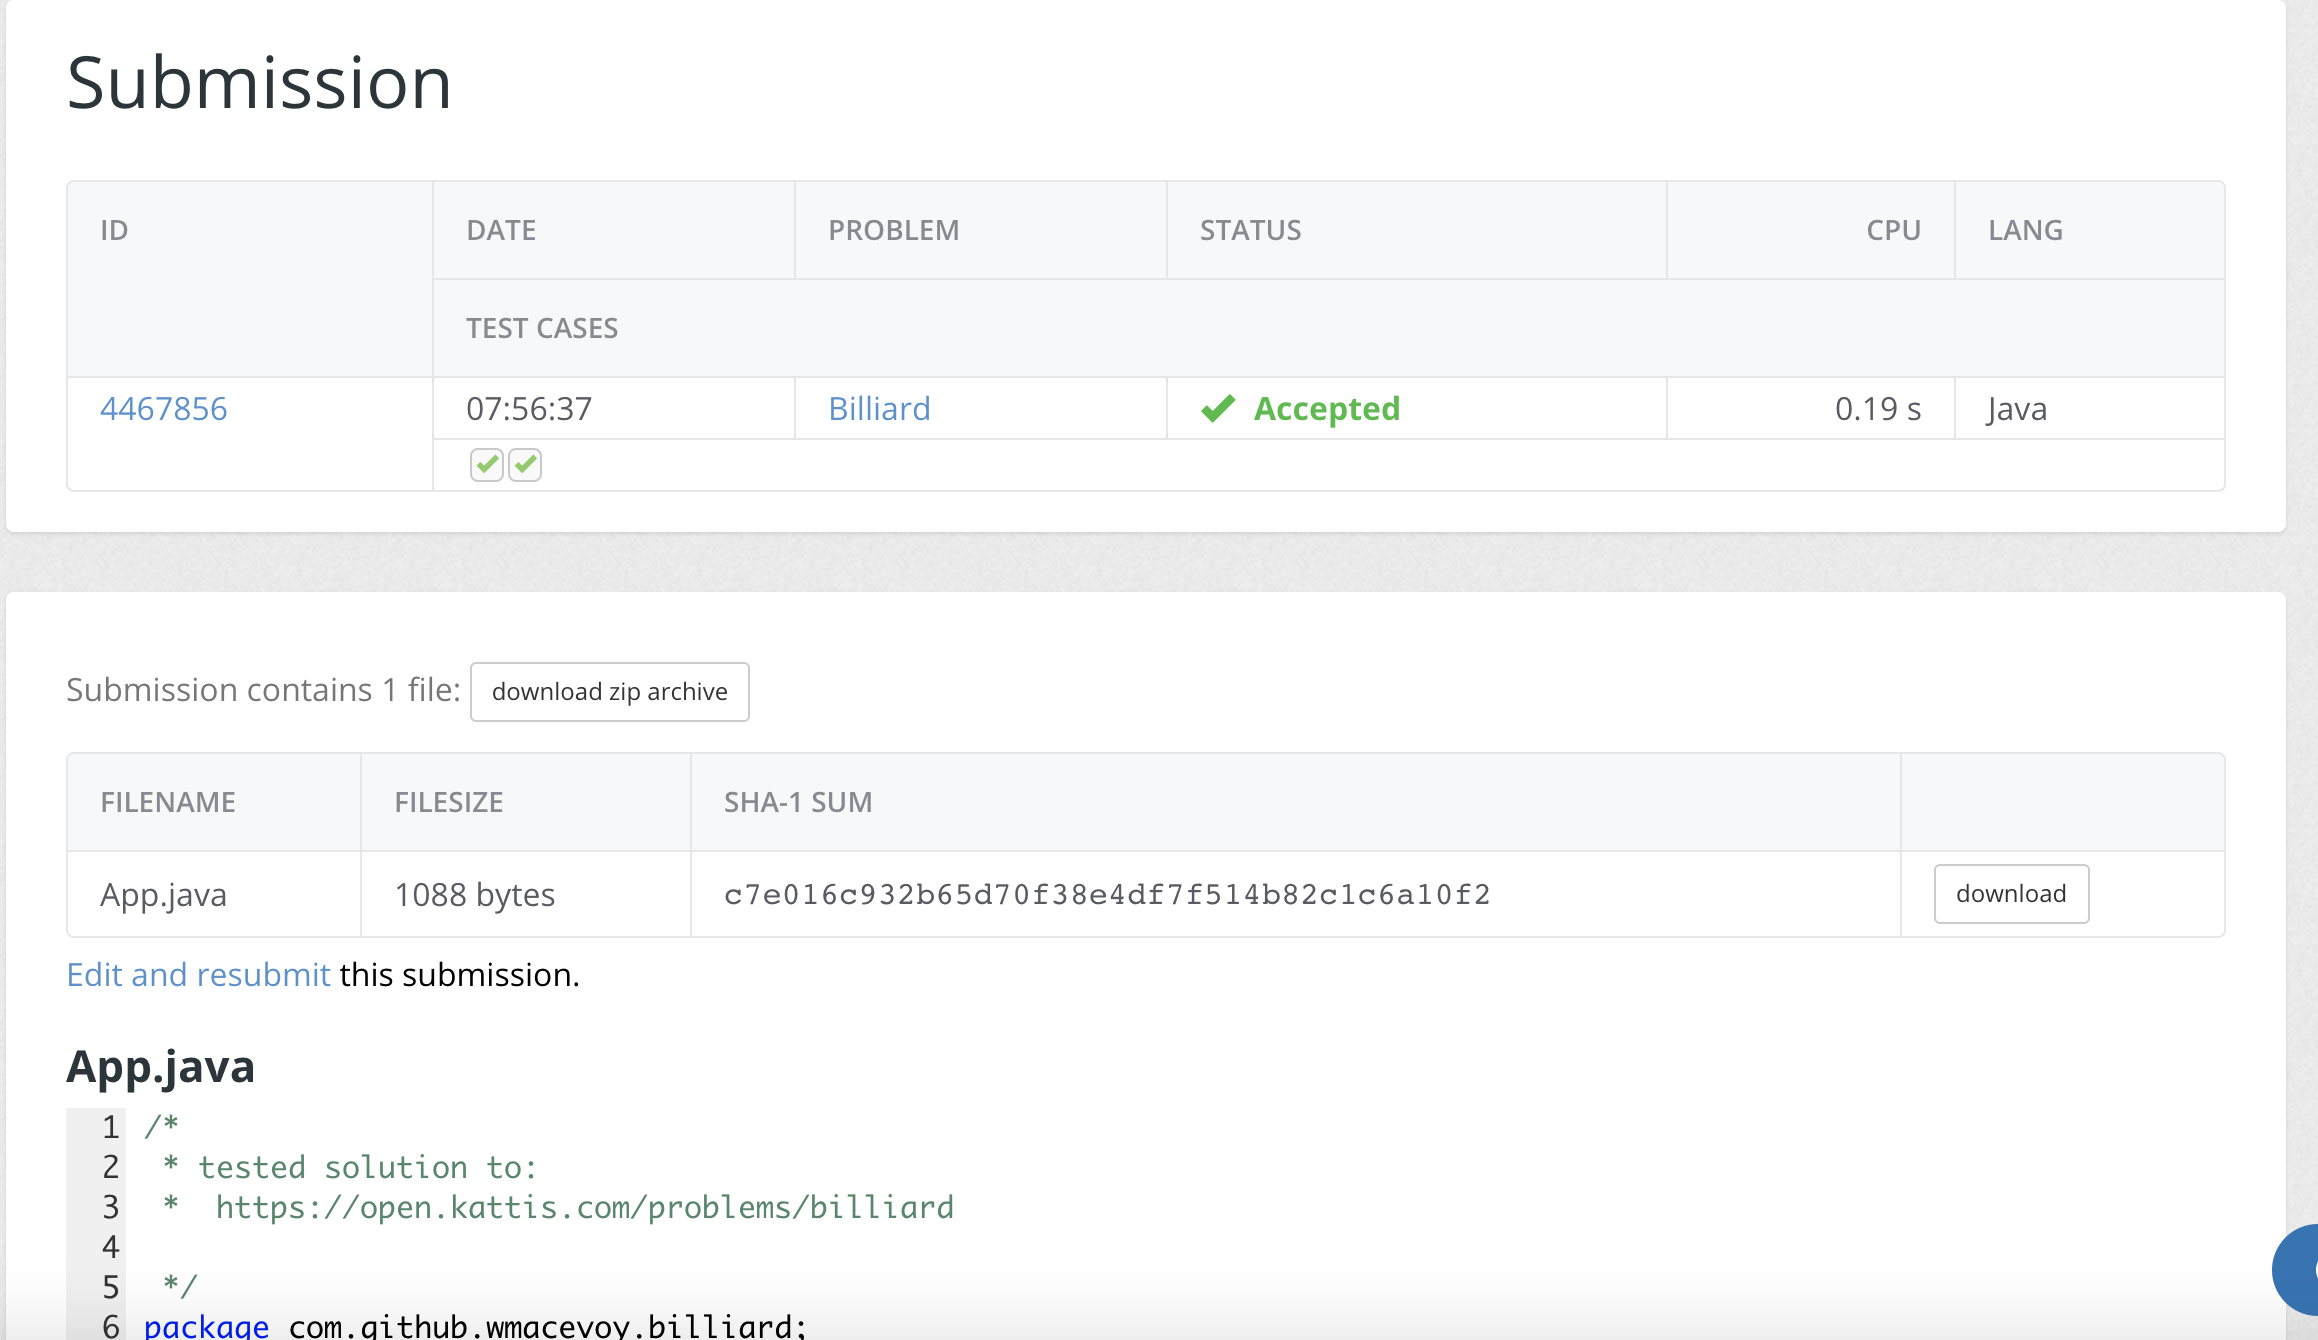 Submission
ID DATE PROBLEM STATUS CPU LANG
TEST CASES
4467856 07:56:37 Billiard Accepted 0.19 s Java
Submission contains 1 file: download zip archive
FILENAME FILESIZE SHA-1 SUM
App.java 1088 bytes c7e016c932b65d70f38e4df7f514b82c1c6a10f2 download
Edit and resubmit this submission.
App.java
1 /*
2 * tested solution to:
3 * https://open.kattis.com/problems/billiard
4
5 */
6 package com.github.wmacevoy.billiard;